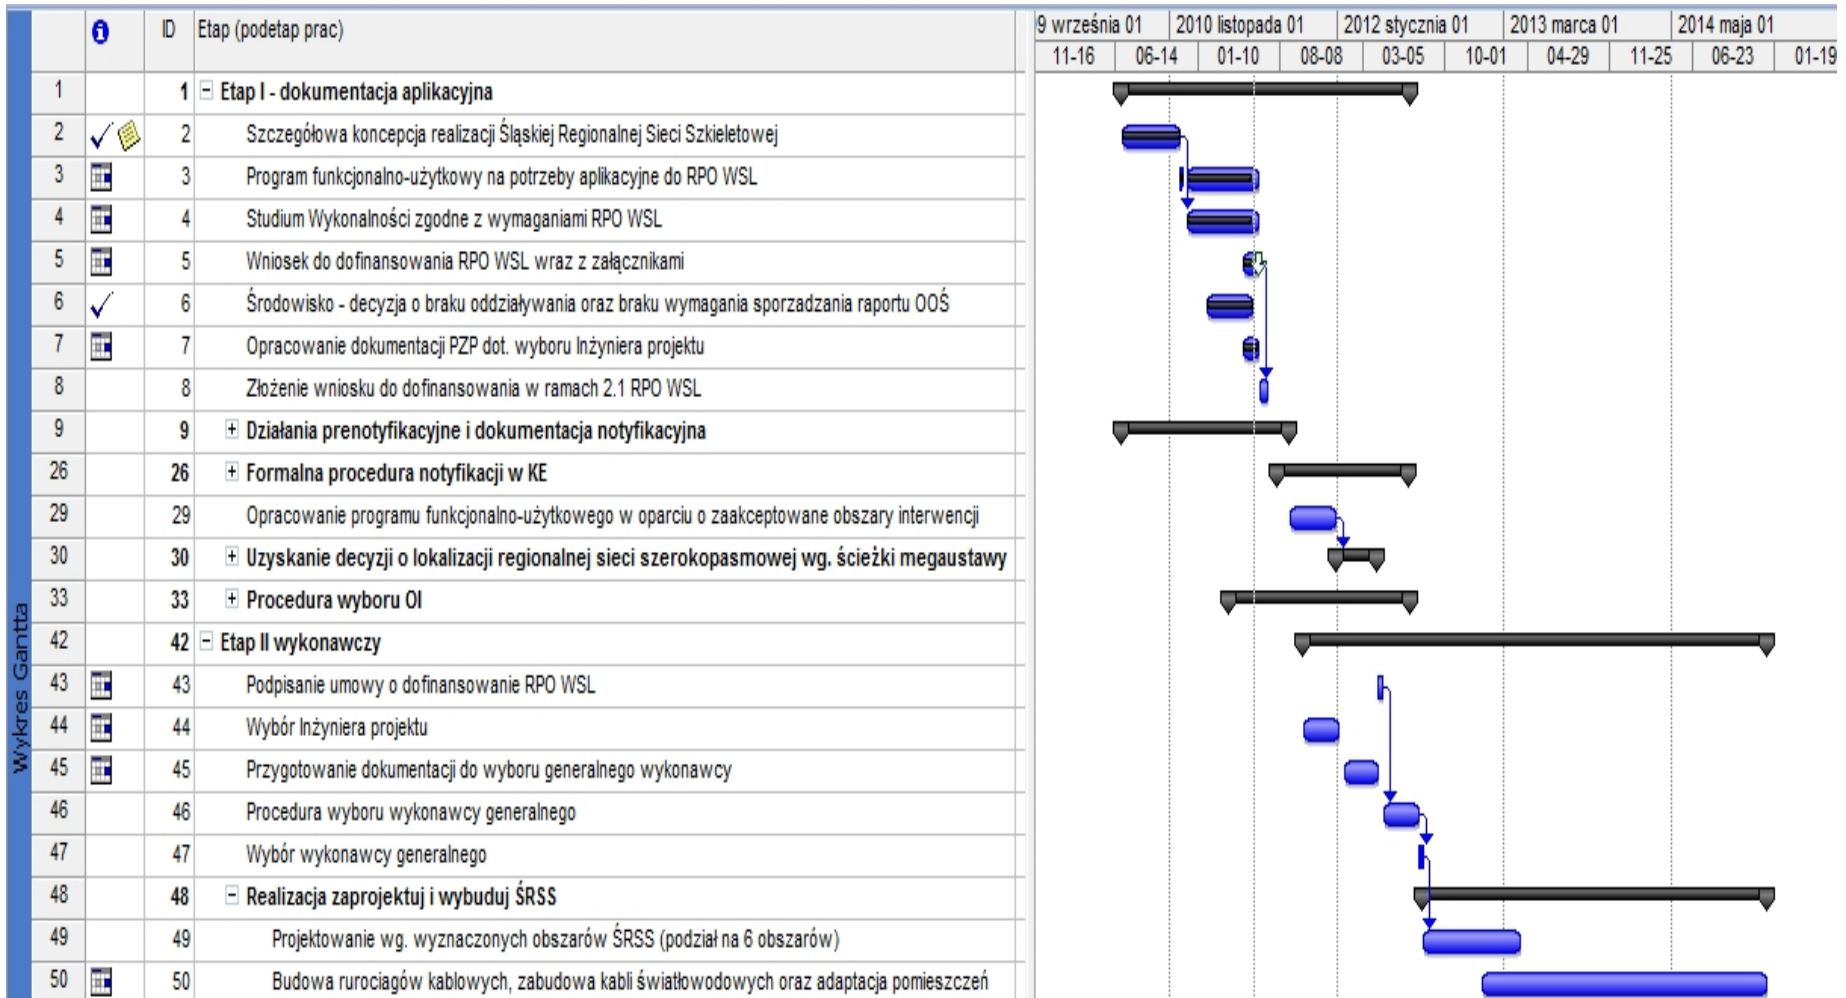 ID Etap (podetap prac) 9 września 01 2010 listopada 01 2012 stycznia 01 2013 marca 01 2014 maja 01
11-16 06-14 01-10 08-08 03-05 10-01 04-29 11-25 06-23 01-19
1 1 Etap I - dokumentacja aplikacyjna
2 2 Szczegółowa koncepcja realizacji Śląskiej Regionalnej Sieci Szkieletowej
3 3 Program funkcjonalno-użytkowy na potrzeby aplikacyjne do RPO WSL
4 4 Studium Wykonalności zgodne z wymaganiami RPO WSL
5 5 Wniosek do dofinansowania RPO WSL wraz z załącznikami
6 6 Środowisko - decyzja o braku oddziaływania oraz braku wymagania sporzadzania raportu OOŚ
7 7 Opracowanie dokumentacji PZP dot. wyboru Inżyniera projektu
8 8 Złożenie wniosku do dofinansowania w ramach 2.1 RPO WSL
9 9 Działania prenotyfikacyjne i dokumentacja notyfikacyjna
26 26 Formalna procedura notyfikacji w KE
29 29 Opracowanie programu funkcjonalno-użytkowego w oparciu o zaakceptowane obszary interwencji
30 30 Uzyskanie decyzji o lokalizacji regionalnej sieci szerokopasmowej wg. ścieżki megaustawy
33 33 Procedura wyboru OI
42 42 Etap II wykonawczy
43 43 Podpisanie umowy o dofinansowanie RPO WSL
44 44 Wybór Inżyniera projektu
45 45 Przygotowanie dokumentacji do wyboru generalnego wykonawcy
46 46 Procedura wyboru wykonawcy generalnego
47 47 Wybór wykonawcy generalnego
48 48 Realizacja zaprojektuj i wybuduj ŚRSS
49 49 Projektowanie wg. wyznaczonych obszarów ŚRSS (podział na 6 obszarów)
50 50 Budowa rurociągów kablowych, zabudowa kabli światłowodowych oraz adaptacja pomieszczeń
Wykres Gantta